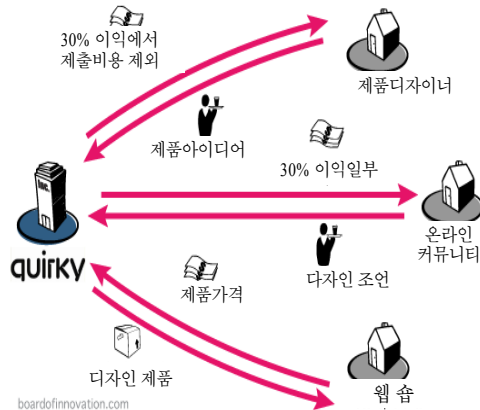 30% 이익에서
제출비용 제외
제품디자이너
제품아이디어
30% 이익일부
Inc.
quirky
온라인
커뮤니티
다자인 조언
제품가격
디자인 제품
웹 숍
boardofinnovation.com